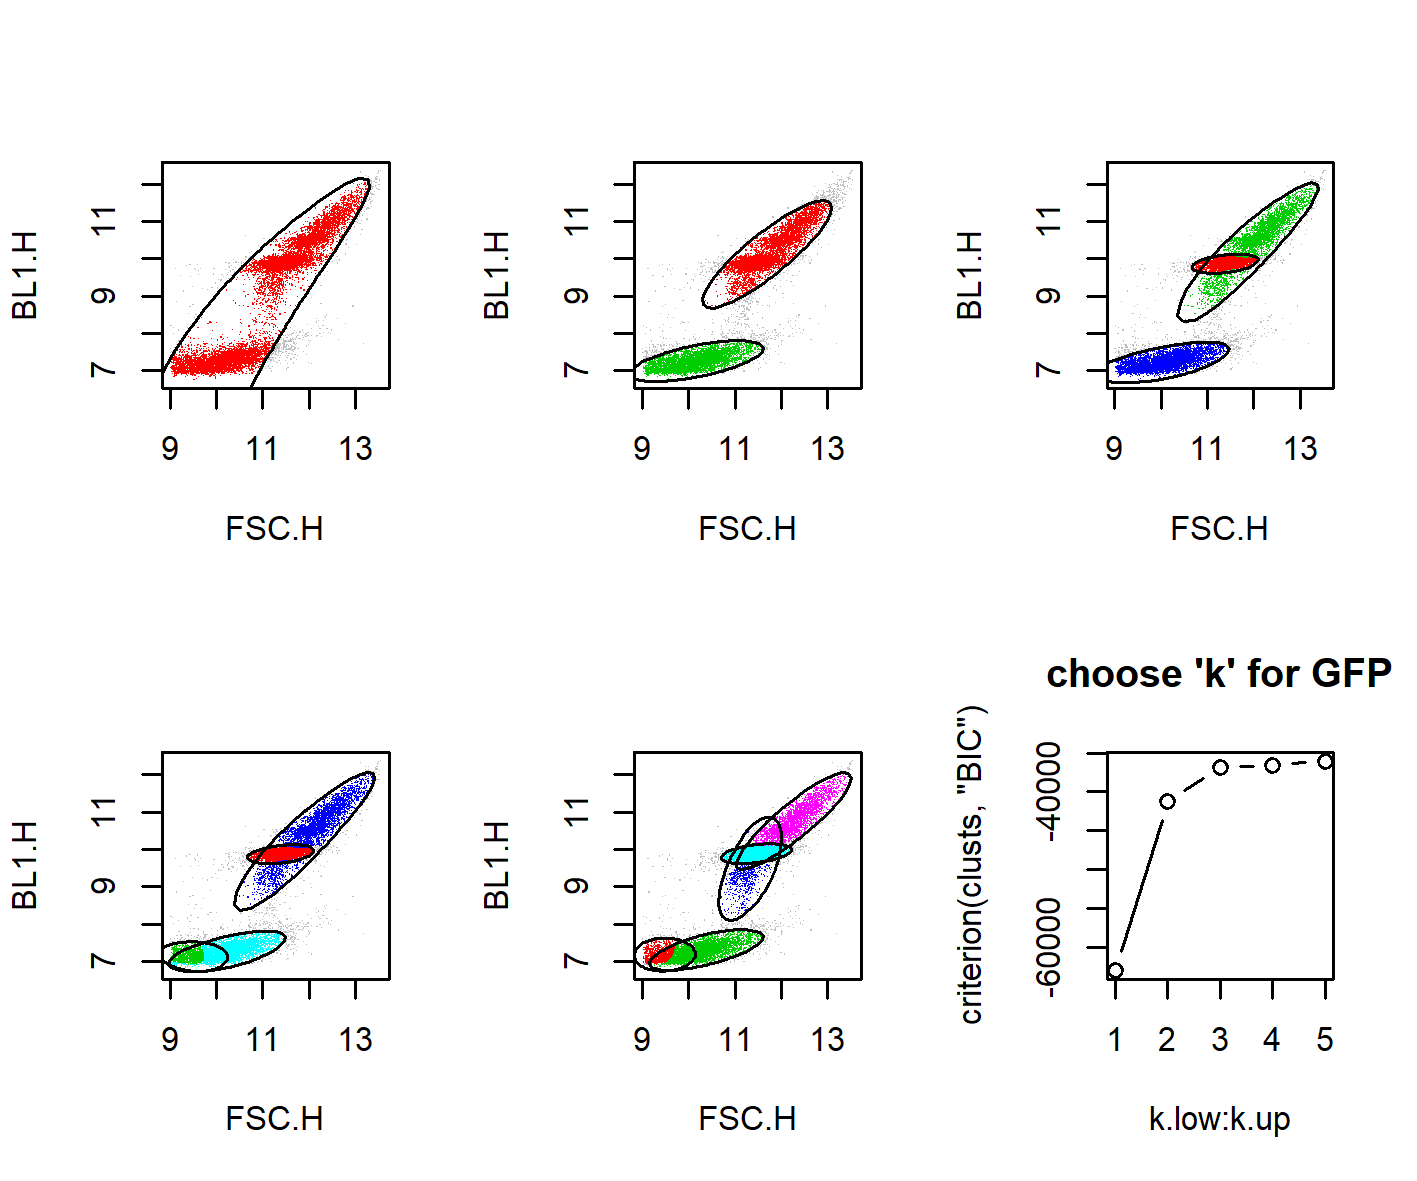 BL1.H
7 9 11
9 11 13
FSC.H
BL1.H
7 9 11
9 11 13
FSC.H
BL1.H
7 9 11
9 11 13
FSC.H
BL1.H
7 9 11
9 11 13
FSC.H
BL1.H
7 9 11
9 11 13
FSC.H
choose 'k' for GFP
criterion(clusts, "BIC")
-60000 -40000
1 2 3 4 5
k.low:k.up